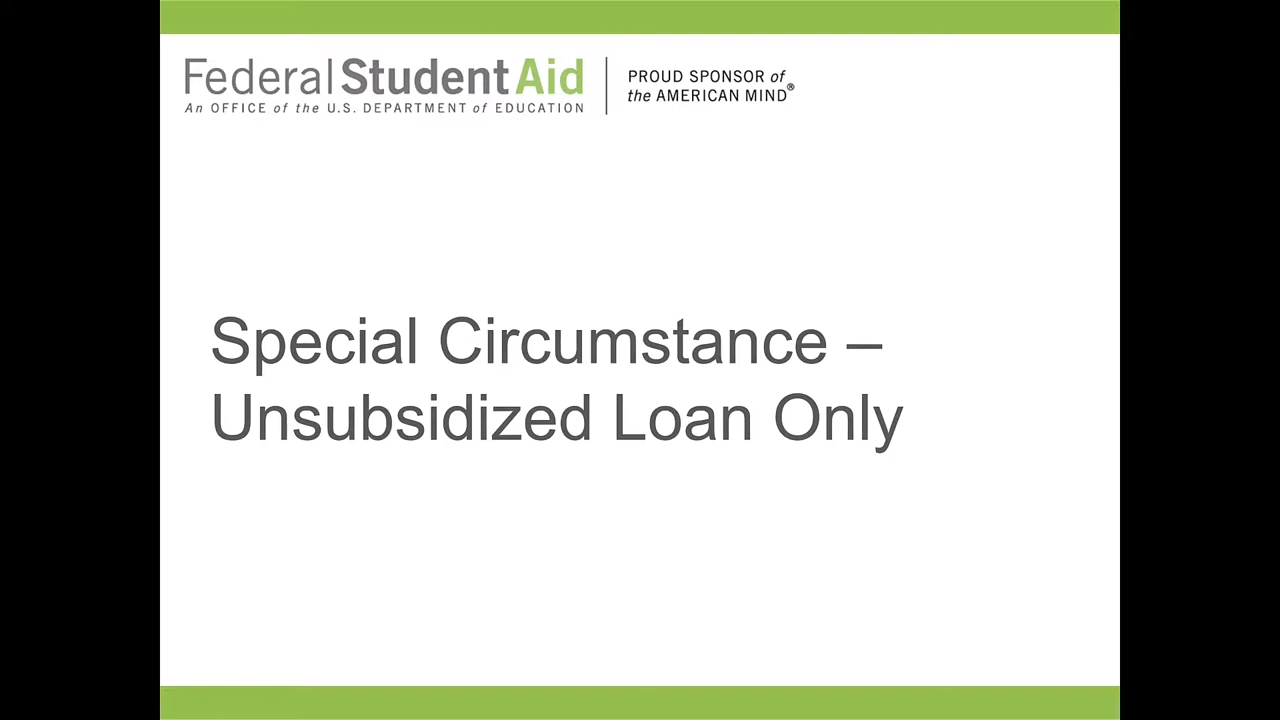 Federal Student Aid
An OFFICE of the U.S. DEPARTMENT of EDUCATION
PROUD SPONSOR of
the AMERICAN MIND®
Special Circumstance –
Unsubsidized Loan Only